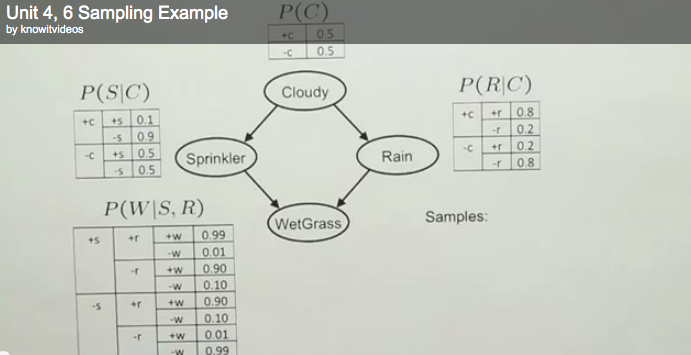 Unit 4, 6 Sampling Example
by knowitvideos
P(C)
+c 0.5
-c 0.5
Cloudy
P(S|C)
+c +s 0.1
-s 0.9
-c +s 0.5
-s 0.5
P(R|C)
+c +r 0.8
-r 0.2
-c +r 0.2
-r 0.8
Sprinkler
Rain
P(W|S, R)
+s +r +w 0.99
-w 0.01
-r +w 0.90
-w 0.10
-s +r +w 0.90
-w 0.10
-r +w 0.01
-w 0.99
WetGrass
Samples: